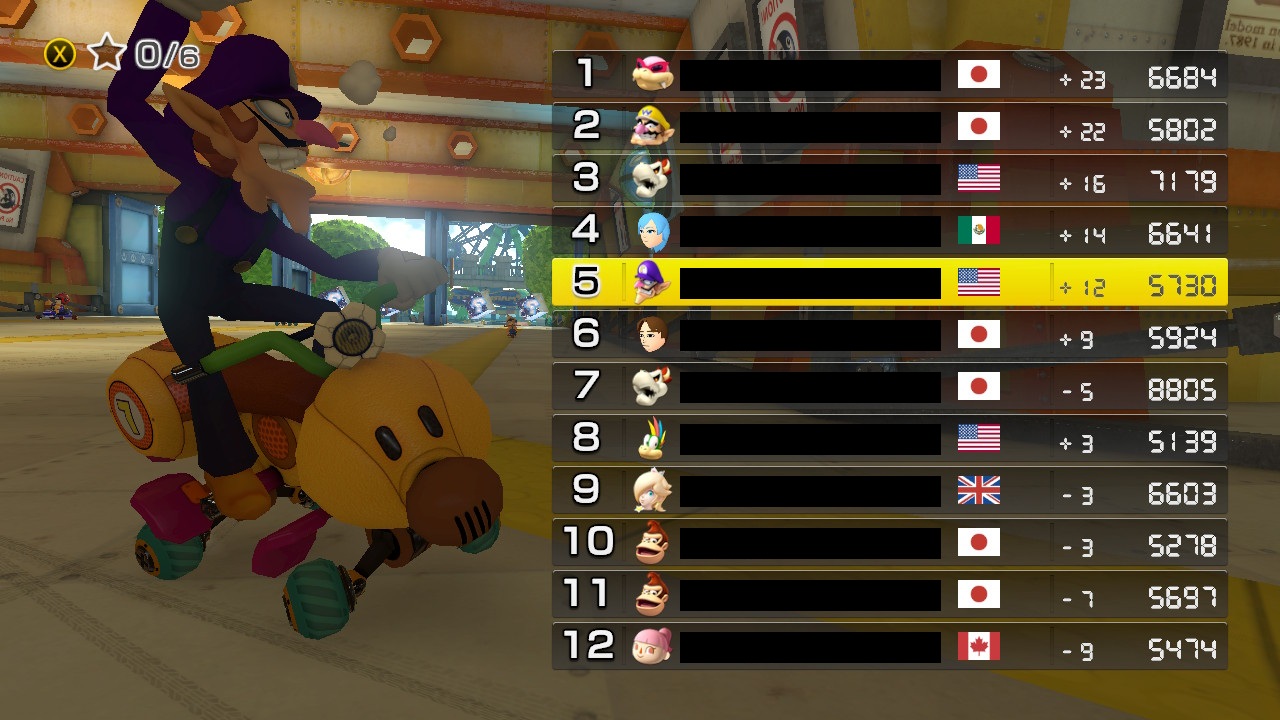 X 0/6
1 + 23 6684
2 + 22 5802
3 + 16 7179
4 + 14 6641
5 + 12 5730
6 + 9 5924
7 - 5 8805
8 + 3 5139
9 - 3 6603
10 - 3 5278
11 - 7 5697
12 - 9 5474
CAUTION
7